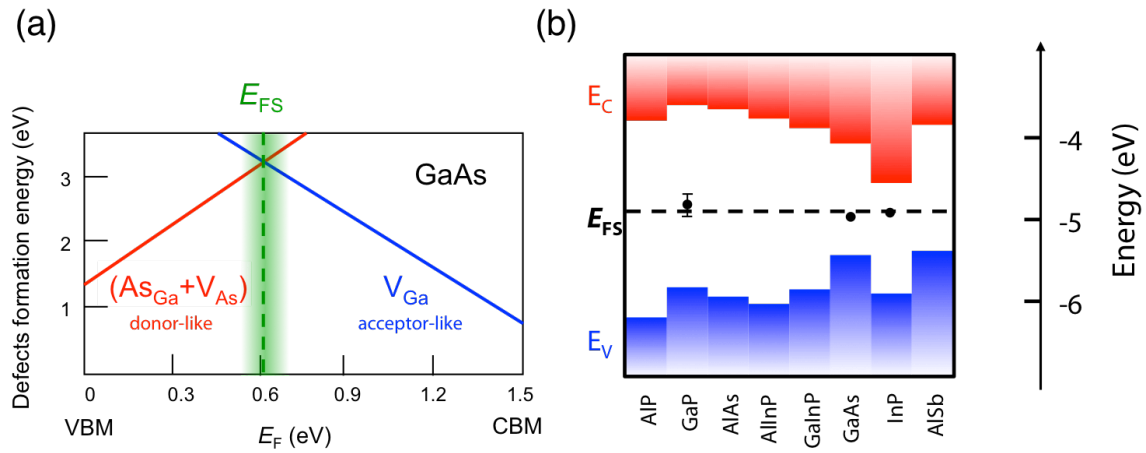 (a)
E_FS
Defects formation energy (eV)
3
2
1
GaAs
(As_Ga+V_As)
donor-like
V_Ga
acceptor-like
0
0.3
0.6
0.9
1.2
1.5
VBM
E_F (eV)
CBM
(b)
E_C
E_FS
E_V
AlP
GaP
AlAs
AlInP
GaInP
GaAs
InP
AlSb
-4
-5
-6
Energy (eV)